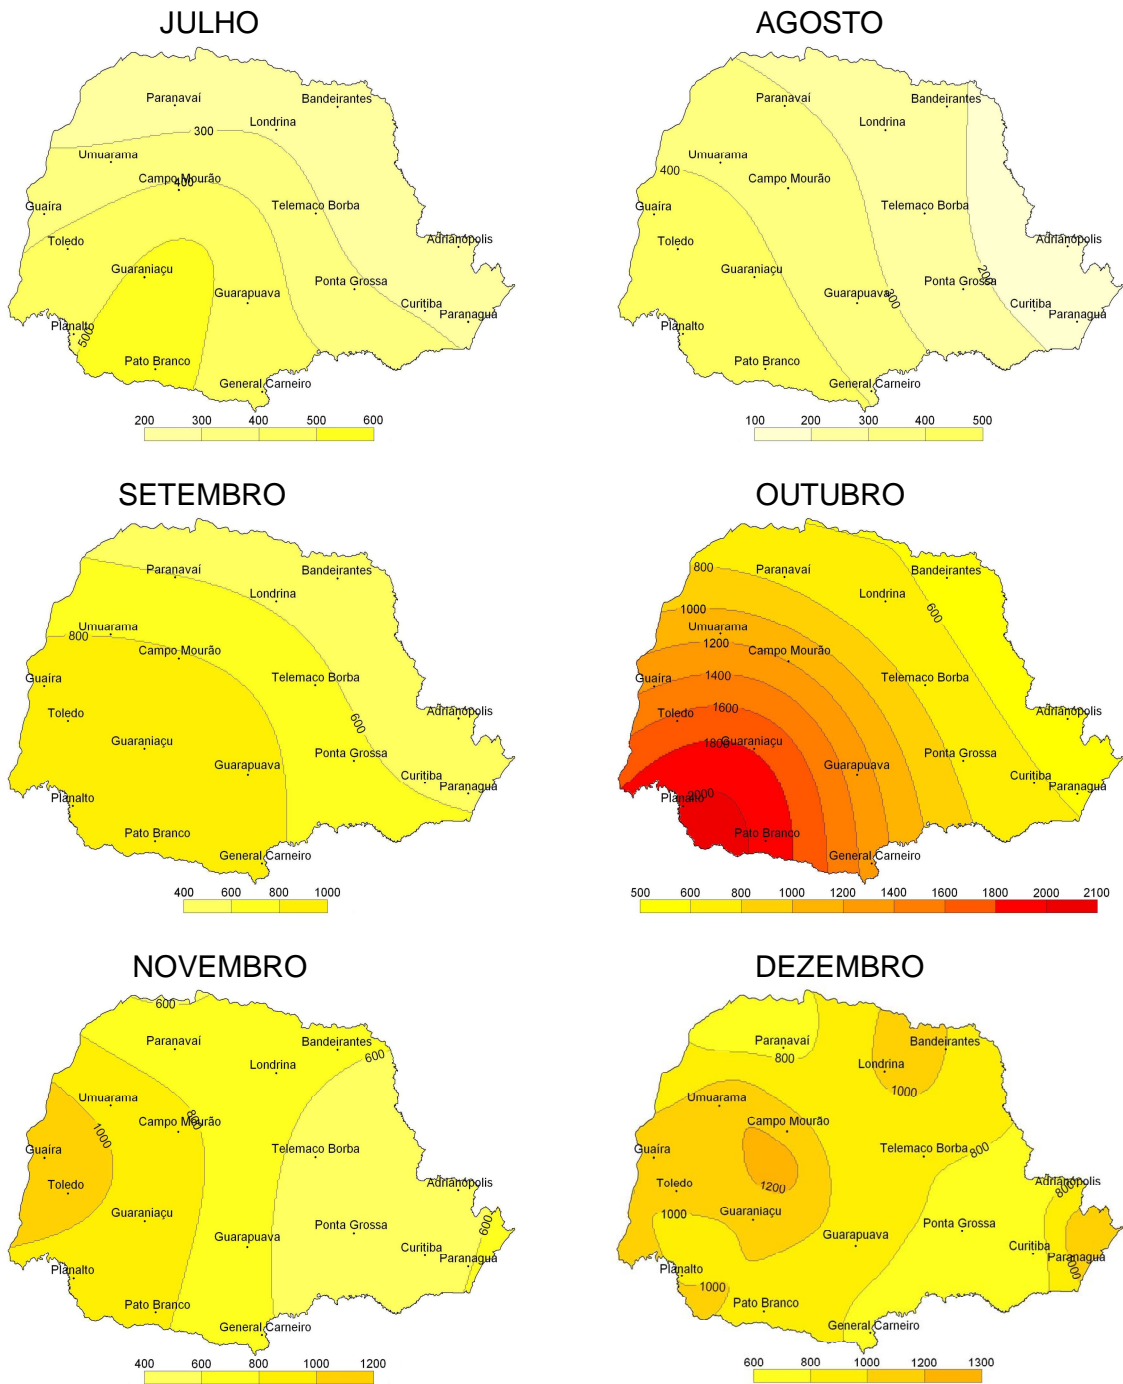 JULHO
Paranavaí
Bandeirantes
Londrina
300
Umuarama
Campo Mourão
400
Guaíra
Telemaco Borba
Toledo
Adrianópolis
Guaraniaçu
Ponta Grossa
Guarapuava
Curitiba
Paranaguá
Planalto
500
Pato Branco
General Carneiro
200 300 400 500 600
AGOSTO
Paranavaí
Bandeirantes
Londrina
Umuarama
400
Campo Mourão
Guaíra
Telemaco Borba
Toledo
Adrianópolis
Guaraniaçu
200
Ponta Grossa
Guarapuava
300
Curitiba
Paranaguá
Planalto
Pato Branco
General Carneiro
100 200 300 400 500
SETEMBRO
Paranavaí
Bandeirantes
Londrina
Umuarama
800
Campo Mourão
Guaíra
Telemaco Borba
Toledo
600
Adrianópolis
Guaraniaçu
Ponta Grossa
Guarapuava
Curitiba
Paranaguá
Planalto
Pato Branco
General Carneiro
400 600 800 1000
OUTUBRO
800
Paranavaí
Bandeirantes
Londrina
1000
600
Umuarama
1200
Campo Mourão
1400
Guaíra
Telemaco Borba
1600
Toledo
Adrianópolis
1800
Guaraniaçu
Ponta Grossa
Guarapuava
Curitiba
Paranaguá
2000
Planalto
Pato Branco
General Carneiro
500 600 800 1000 1200 1400 1600 1800 2000 2100
NOVEMBRO
600
Paranavaí
Bandeirantes
600
Londrina
Umuarama
800
Campo Mourão
1000
Guaíra
Telemaco Borba
Toledo
Adrianópolis
Guaraniaçu
600
Ponta Grossa
Guarapuava
Curitiba
Paranaguá
Planalto
Pato Branco
General Carneiro
400 600 800 1000 1200
DEZEMBRO
Paranavaí
Bandeirantes
800
Londrina
1000
Umuarama
Campo Mourão
Guaíra
Telemaco Borba
800
Toledo
1200
Adrianópolis
800
1000
Guaraniaçu
Ponta Grossa
Guarapuava
Curitiba
Paranaguá
1000
Planalto
1000
Pato Branco
General Carneiro
600 800 1000 1200 1300